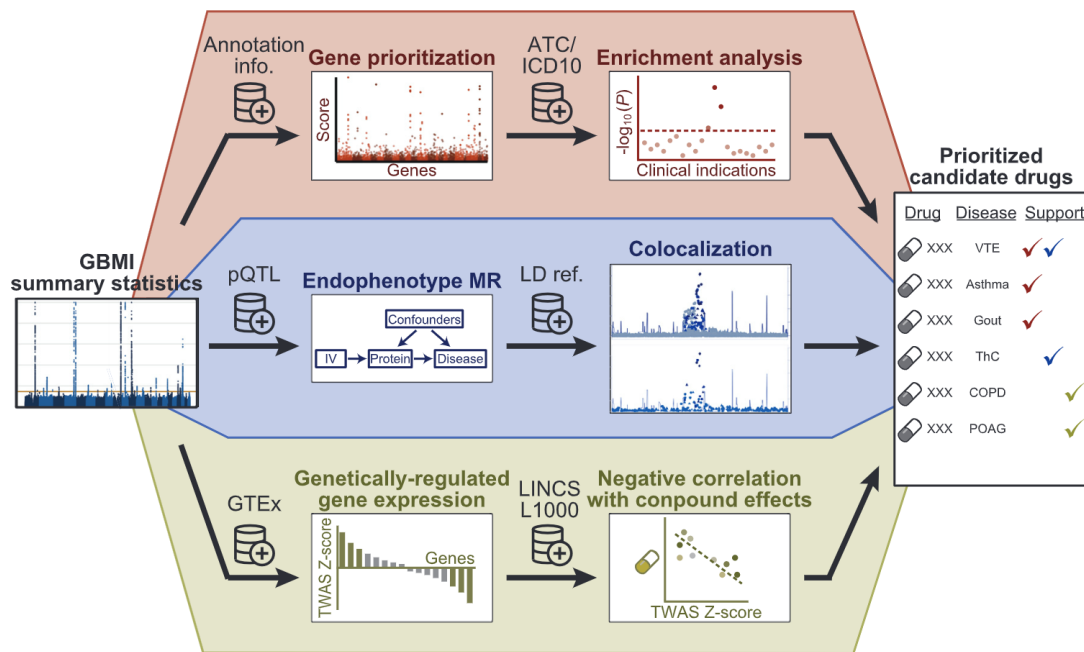 Annotation
info.
Gene prioritization
Score
Genes
ATC/
ICD10
Enrichment analysis
-log10(P)
Clinical indications
GBMI
summary statistics
pQTL
Endophenotype MR
Confounders
IV
Protein
Disease
LD ref.
Colocalization
GTEx
Genetically-regulated
gene expression
TWAS Z-score
Genes
LINCS
L1000
Negative correlation
with conpound effects
TWAS Z-score
Prioritized
candidate drugs
Drug Disease Support
XXX VTE ✓✓
XXX Asthma ✓
XXX Gout ✓
XXX ThC ✓
XXX COPD ✓
XXX POAG ✓